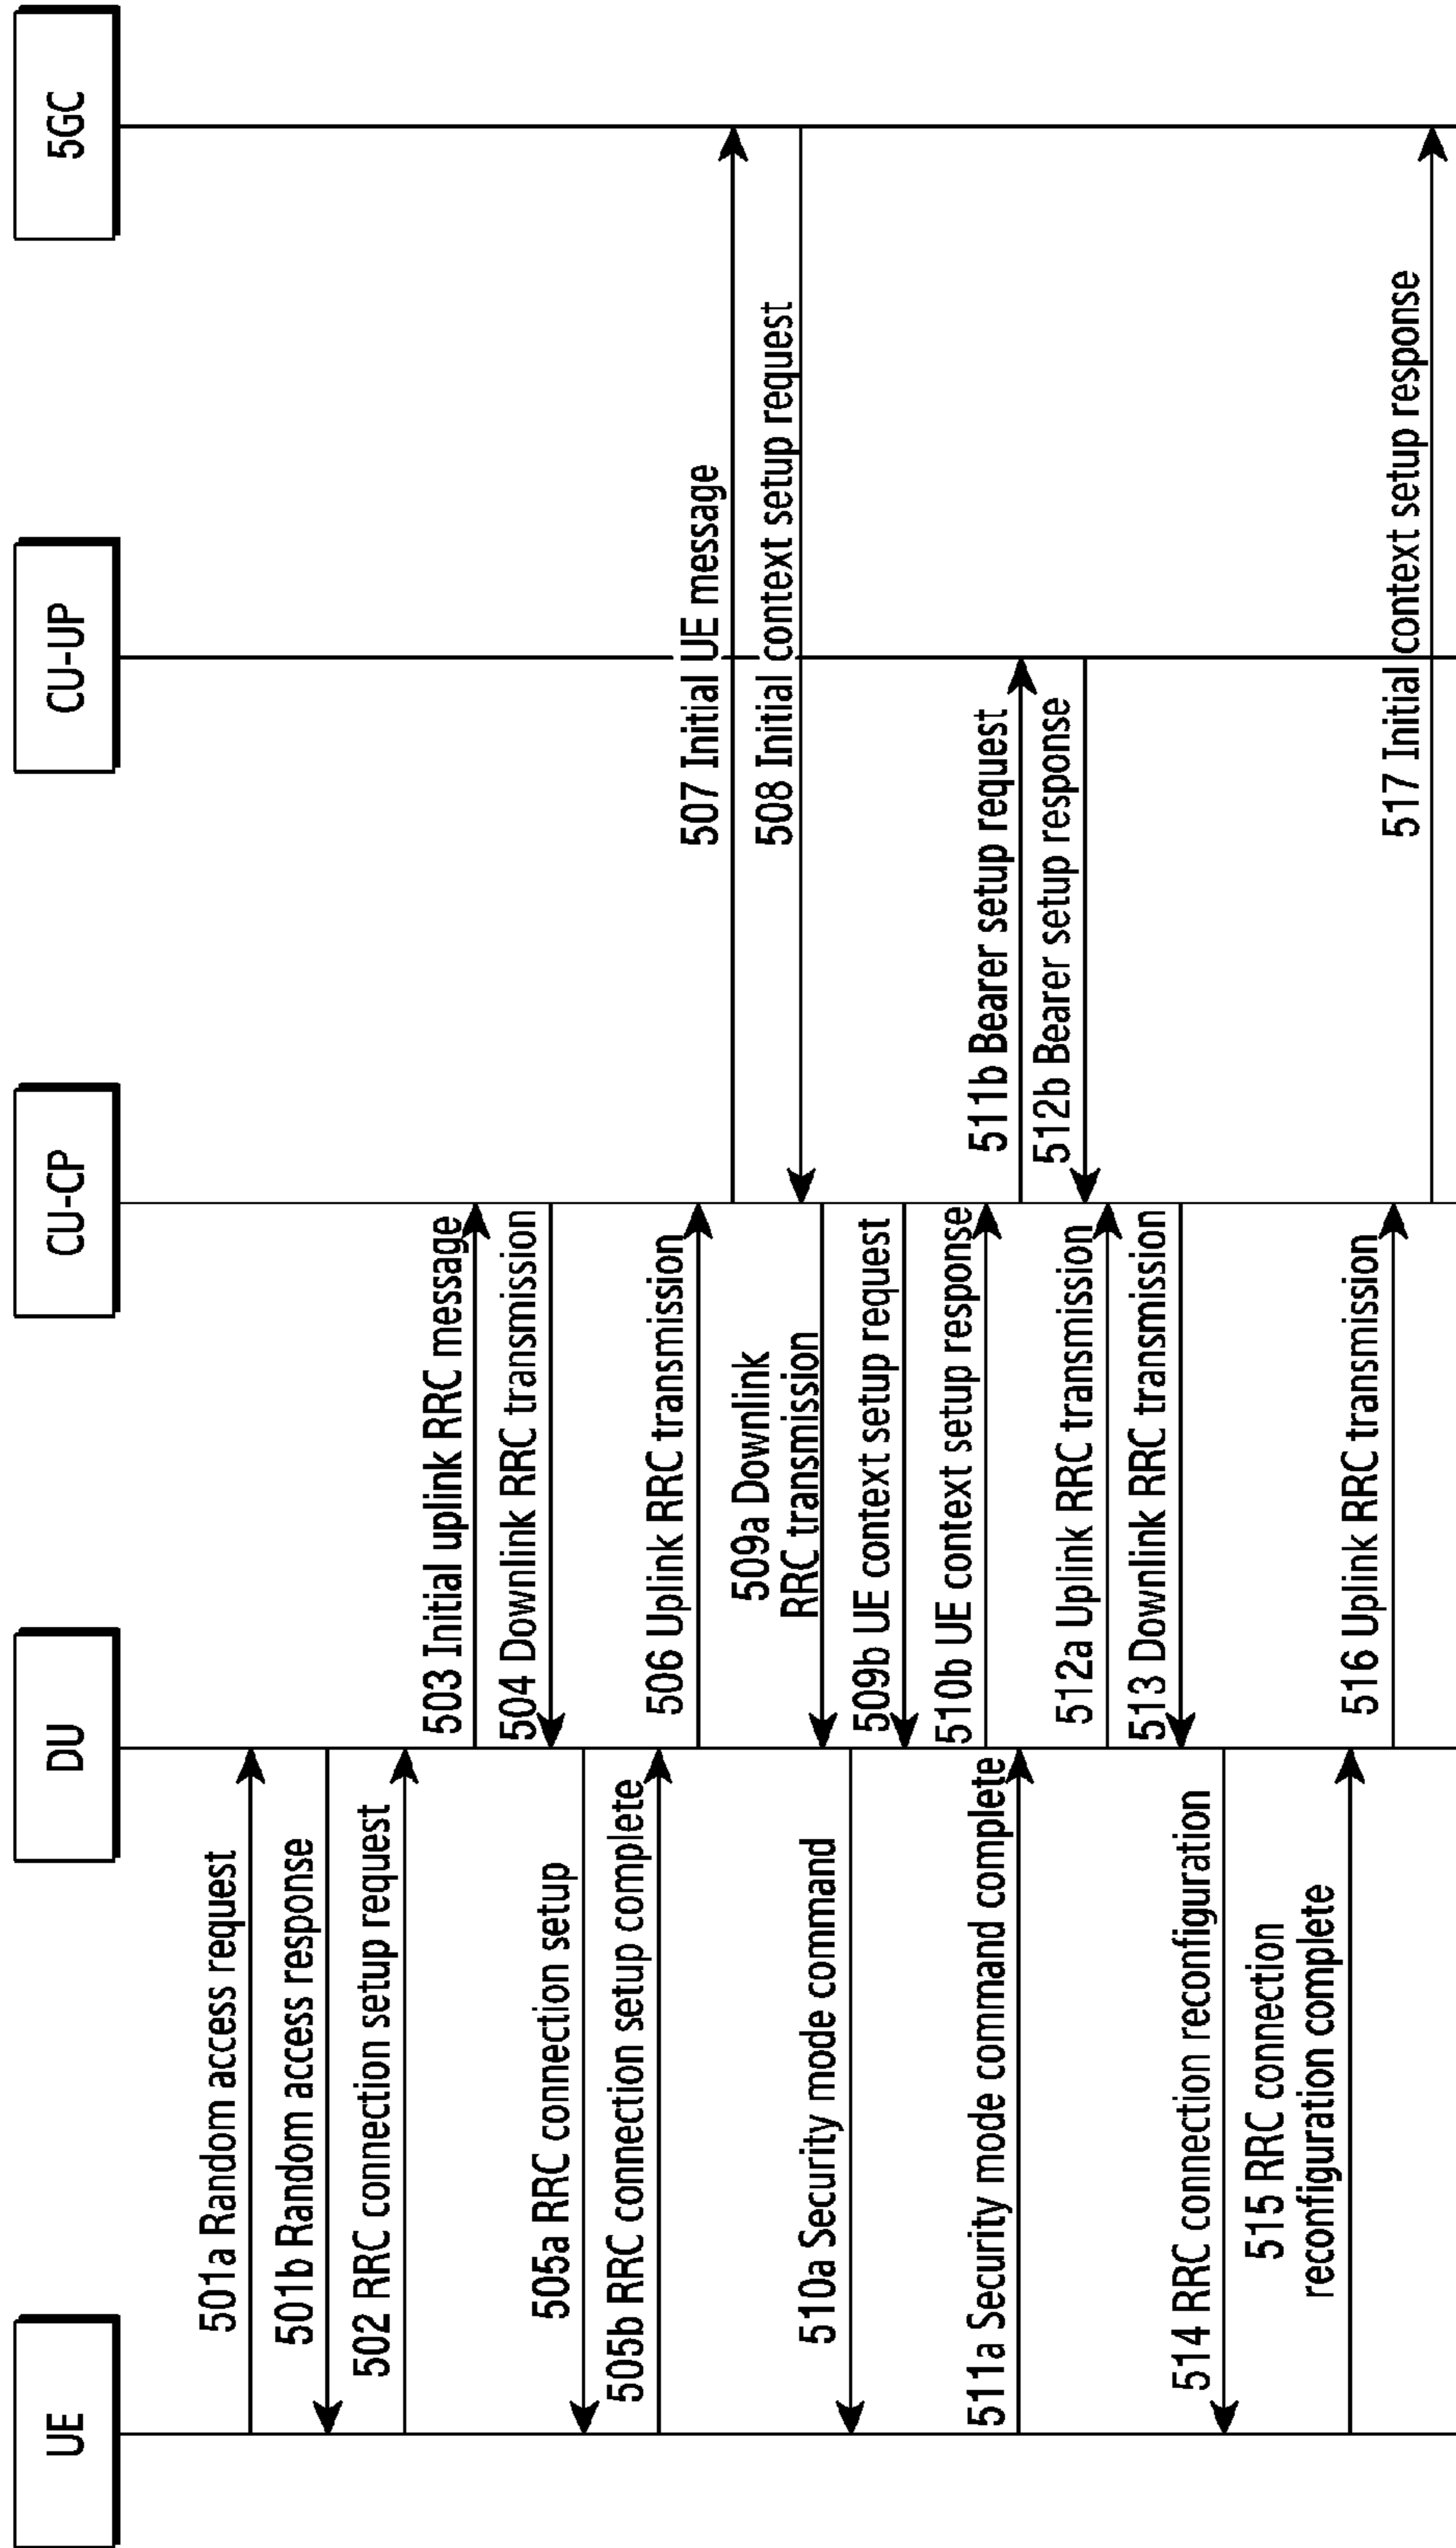 UE
DU
CU-CP
CU-UP
5GC
501a Random access request
501b Random access response
502 RRC connection setup request
503 Initial uplink RRC message
504 Downlink RRC transmission
505a RRC connection setup
505b RRC connection setup complete
506 Uplink RRC transmission
507 Initial UE message
508 Initial context setup request
509a Downlink
RRC transmission
510a Security mode command
509b UE context setup request
510b UE context setup response
511a Security mode command complete
511b Bearer setup request
512b Bearer setup response
512a Uplink RRC transmission
513 Downlink RRC transmission
514 RRC connection reconfiguration
515 RRC connection
reconfiguration complete
516 Uplink RRC transmission
517 Initial context setup response